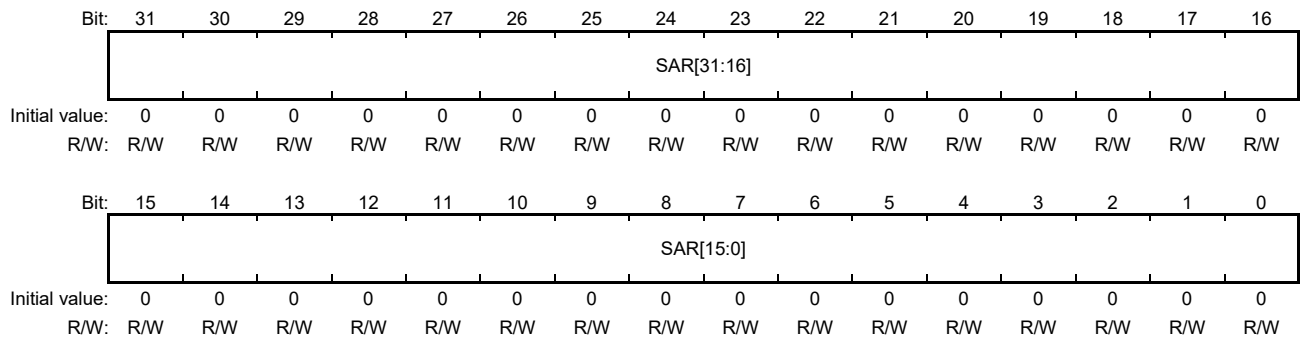 Bit: 31 30 29 28 27 26 25 24 23 22 21 20 19 18 17 16
SAR[31:16]
Initial value: 0 0 0 0 0 0 0 0 0 0 0 0 0 0 0 0
R/W: R/W R/W R/W R/W R/W R/W R/W R/W R/W R/W R/W R/W R/W R/W R/W R/W
Bit: 15 14 13 12 11 10 9 8 7 6 5 4 3 2 1 0
SAR[15:0]
Initial value: 0 0 0 0 0 0 0 0 0 0 0 0 0 0 0 0
R/W: R/W R/W R/W R/W R/W R/W R/W R/W R/W R/W R/W R/W R/W R/W R/W R/W